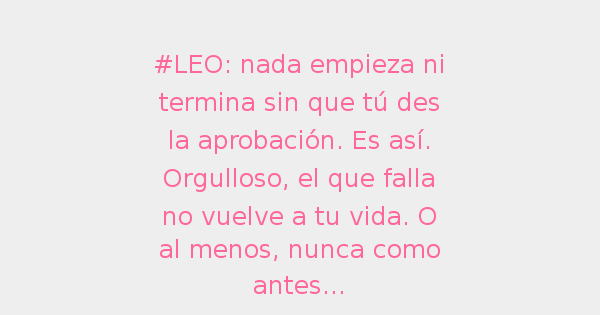 #LEO: nada empieza ni
termina sin que tú des
la aprobación. Es así.
Orgulloso, el que falla
no vuelve a tu vida. O
al menos, nunca como
antes...